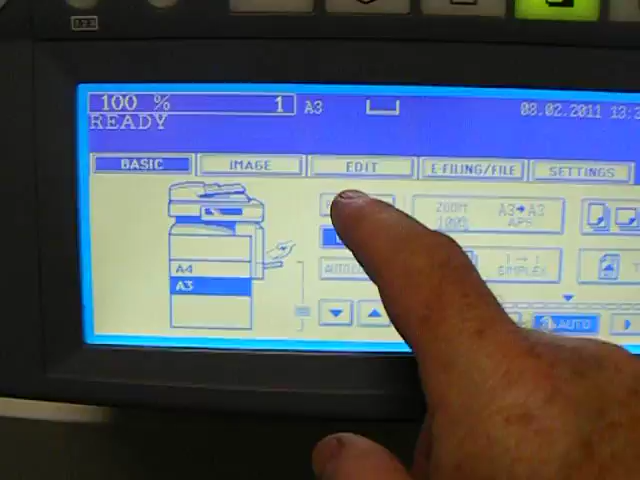 100 % 1 A3 08.02.2011 13:2
READY
BASIC IMAGE EDIT E-FILING/FILE SETTINGS
ZOOM A3→A3
100% APS
A4
A3
1→1
SIMPLEX
AUTO